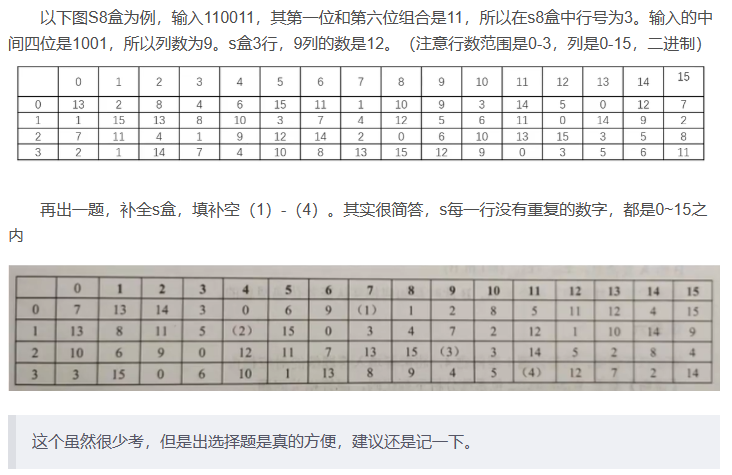 以下图S8盒为例，输入110011，其第一位和第六位组合是11，所以在s8盒中行号为3。输入的中
间四位是1001，所以列数为9。s盒3行，9列的数是12。（注意行数范围是0-3，列是0-15，二进制）
0 1 2 3 4 5 6 7 8 9 10 11 12 13 14 15
0 13 2 8 4 6 15 11 1 10 9 3 14 5 0 12 7
1 1 15 13 8 10 3 7 4 12 5 6 11 0 14 9 2
2 7 11 4 1 9 12 14 2 0 6 10 13 15 3 5 8
3 2 1 14 7 4 10 8 13 15 12 9 0 3 5 6 11
再出一题，补全s盒，填补空（1）-（4）。其实很简答，s每一行没有重复的数字，都是0~15之
内
0 1 2 3 4 5 6 7 8 9 10 11 12 13 14 15
0 7 13 14 3 0 6 9 (1) 1 2 8 5 11 12 4 15
1 13 8 11 5 (2) 15 0 3 4 7 2 12 1 10 14 9
2 10 6 9 0 12 11 7 13 15 (3) 3 14 5 2 8 4
3 3 15 0 6 10 1 13 8 9 4 5 (4) 12 7 2 14
这个虽然很少考，但是出选择题是真的方便，建议还是记一下。